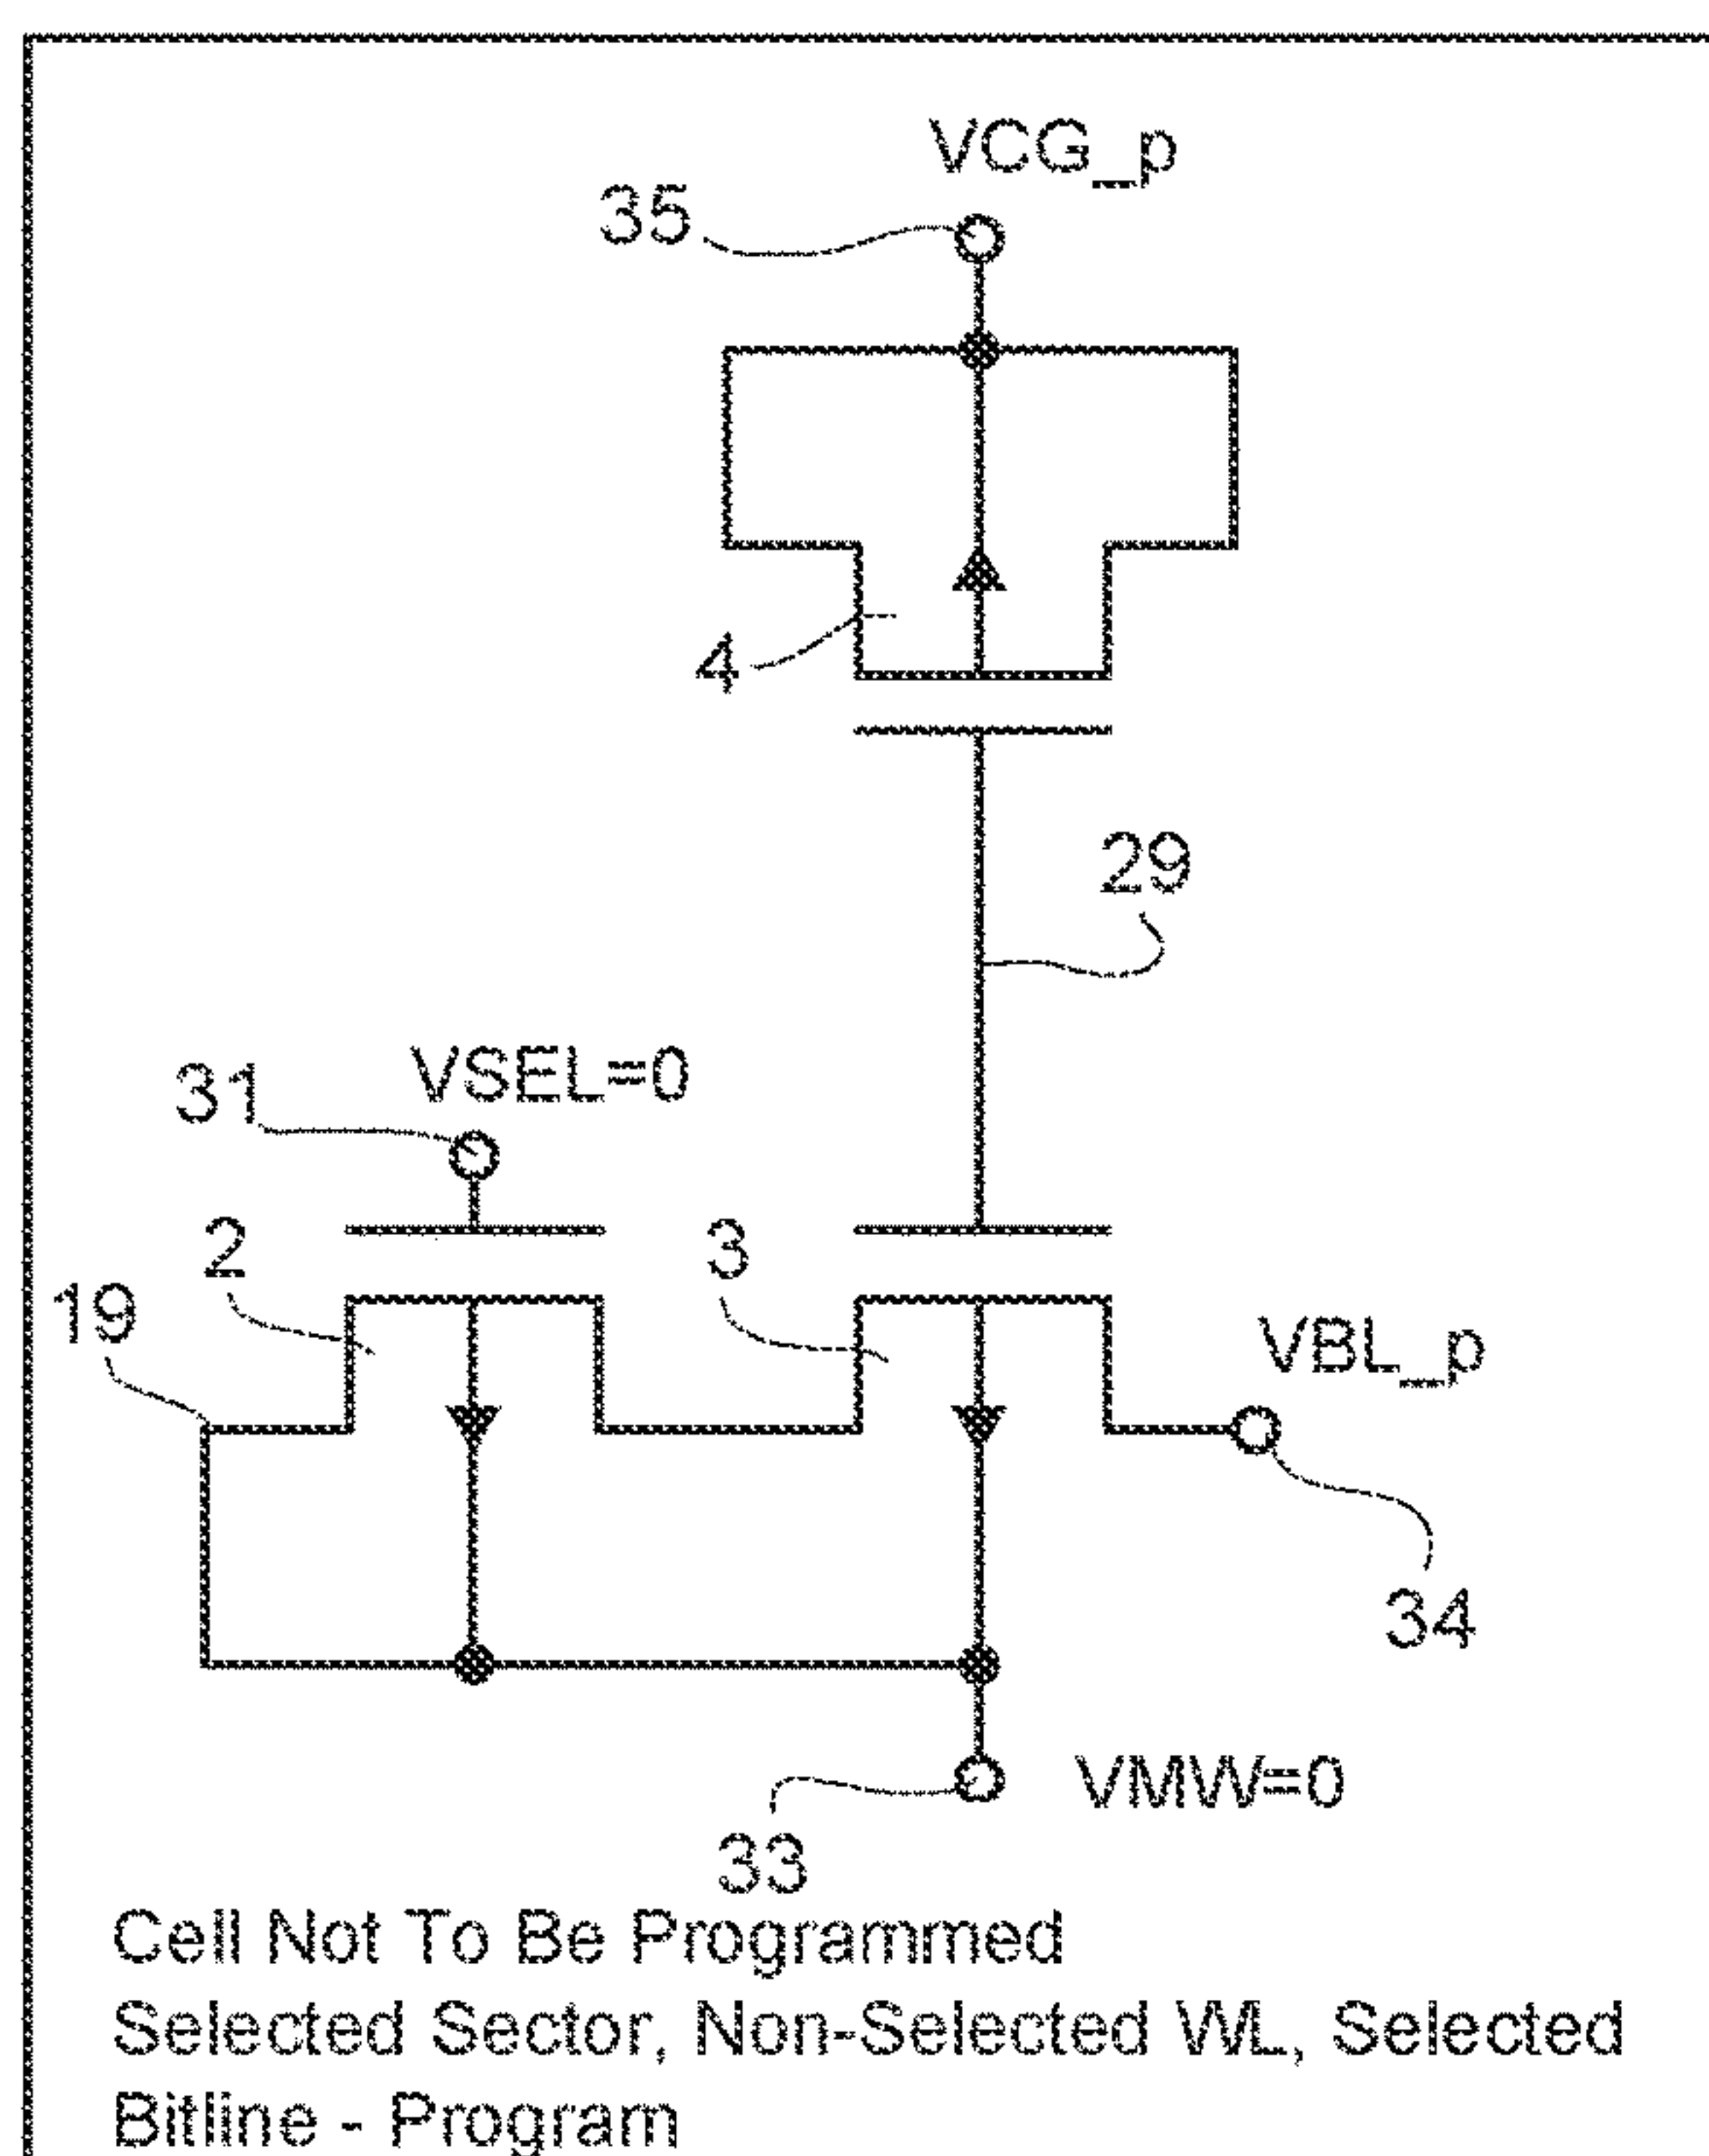 VCG_p
35
4
29
VSEL=0
31
2
3
19
VBL_p
34
VMW=0
33
Cell Not To Be Programmed
Selected Sector, Non-Selected WL, Selected
Bitline - Program